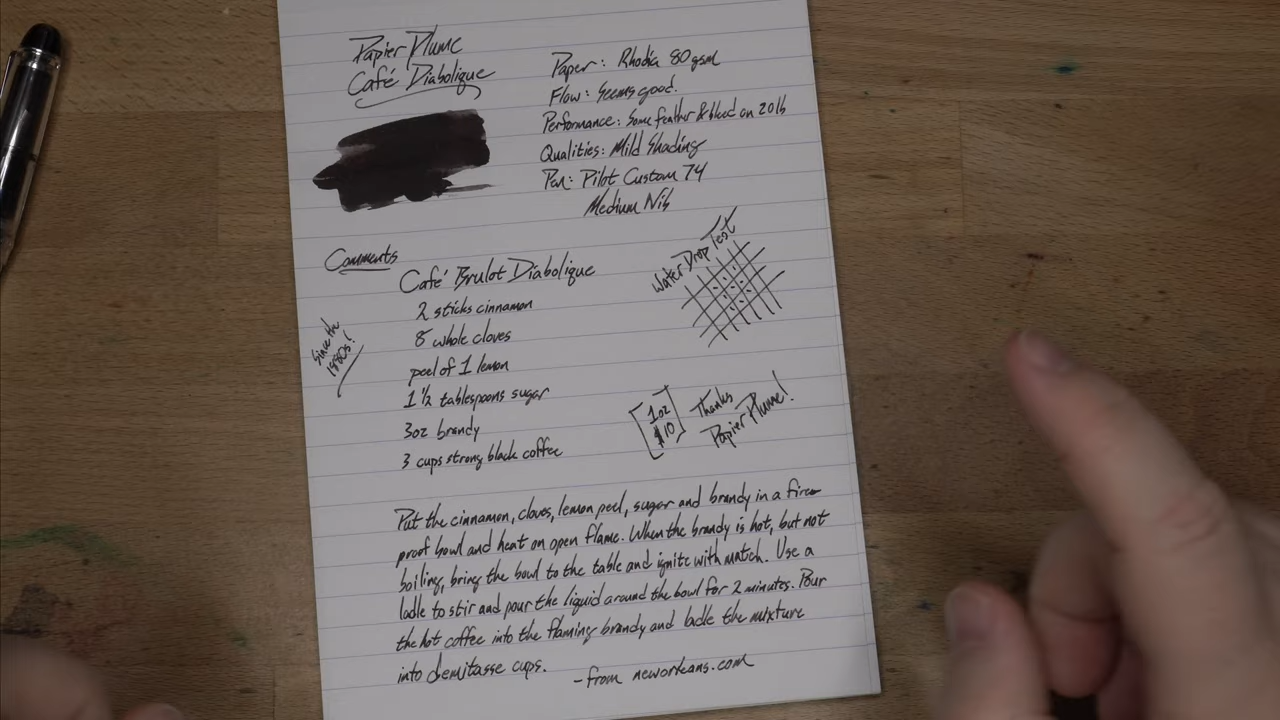 Papier Plume
Café Diabolique
Paper: Rhodia 80gsm
Flow: Seems good.
Performance: Some feather & bleed on 20lb
Qualities: Mild Shading
Pen: Pilot Custom 74
Medium Nib
Water Drop Test
Comments
Café Brulot Diabolique
2 sticks cinnamon
8 whole cloves
peel of 1 lemon
1 1/2 tablespoons sugar
3oz brandy
3 cups strong black coffee
Since the
1880s!
1oz
$10
Thanks
Papier Plume!
Put the cinnamon, cloves, lemon peel, sugar and brandy in a fire
proof bowl and heat on open flame. When the brandy is hot, but not
boiling, bring the bowl to the table and ignite with match. Use a
ladle to stir and pour the liquid around the bowl for 2 minutes. Pour
the hot coffee into the flaming brandy and ladle the mixture
into demitasse cups.
- from neworleans.com